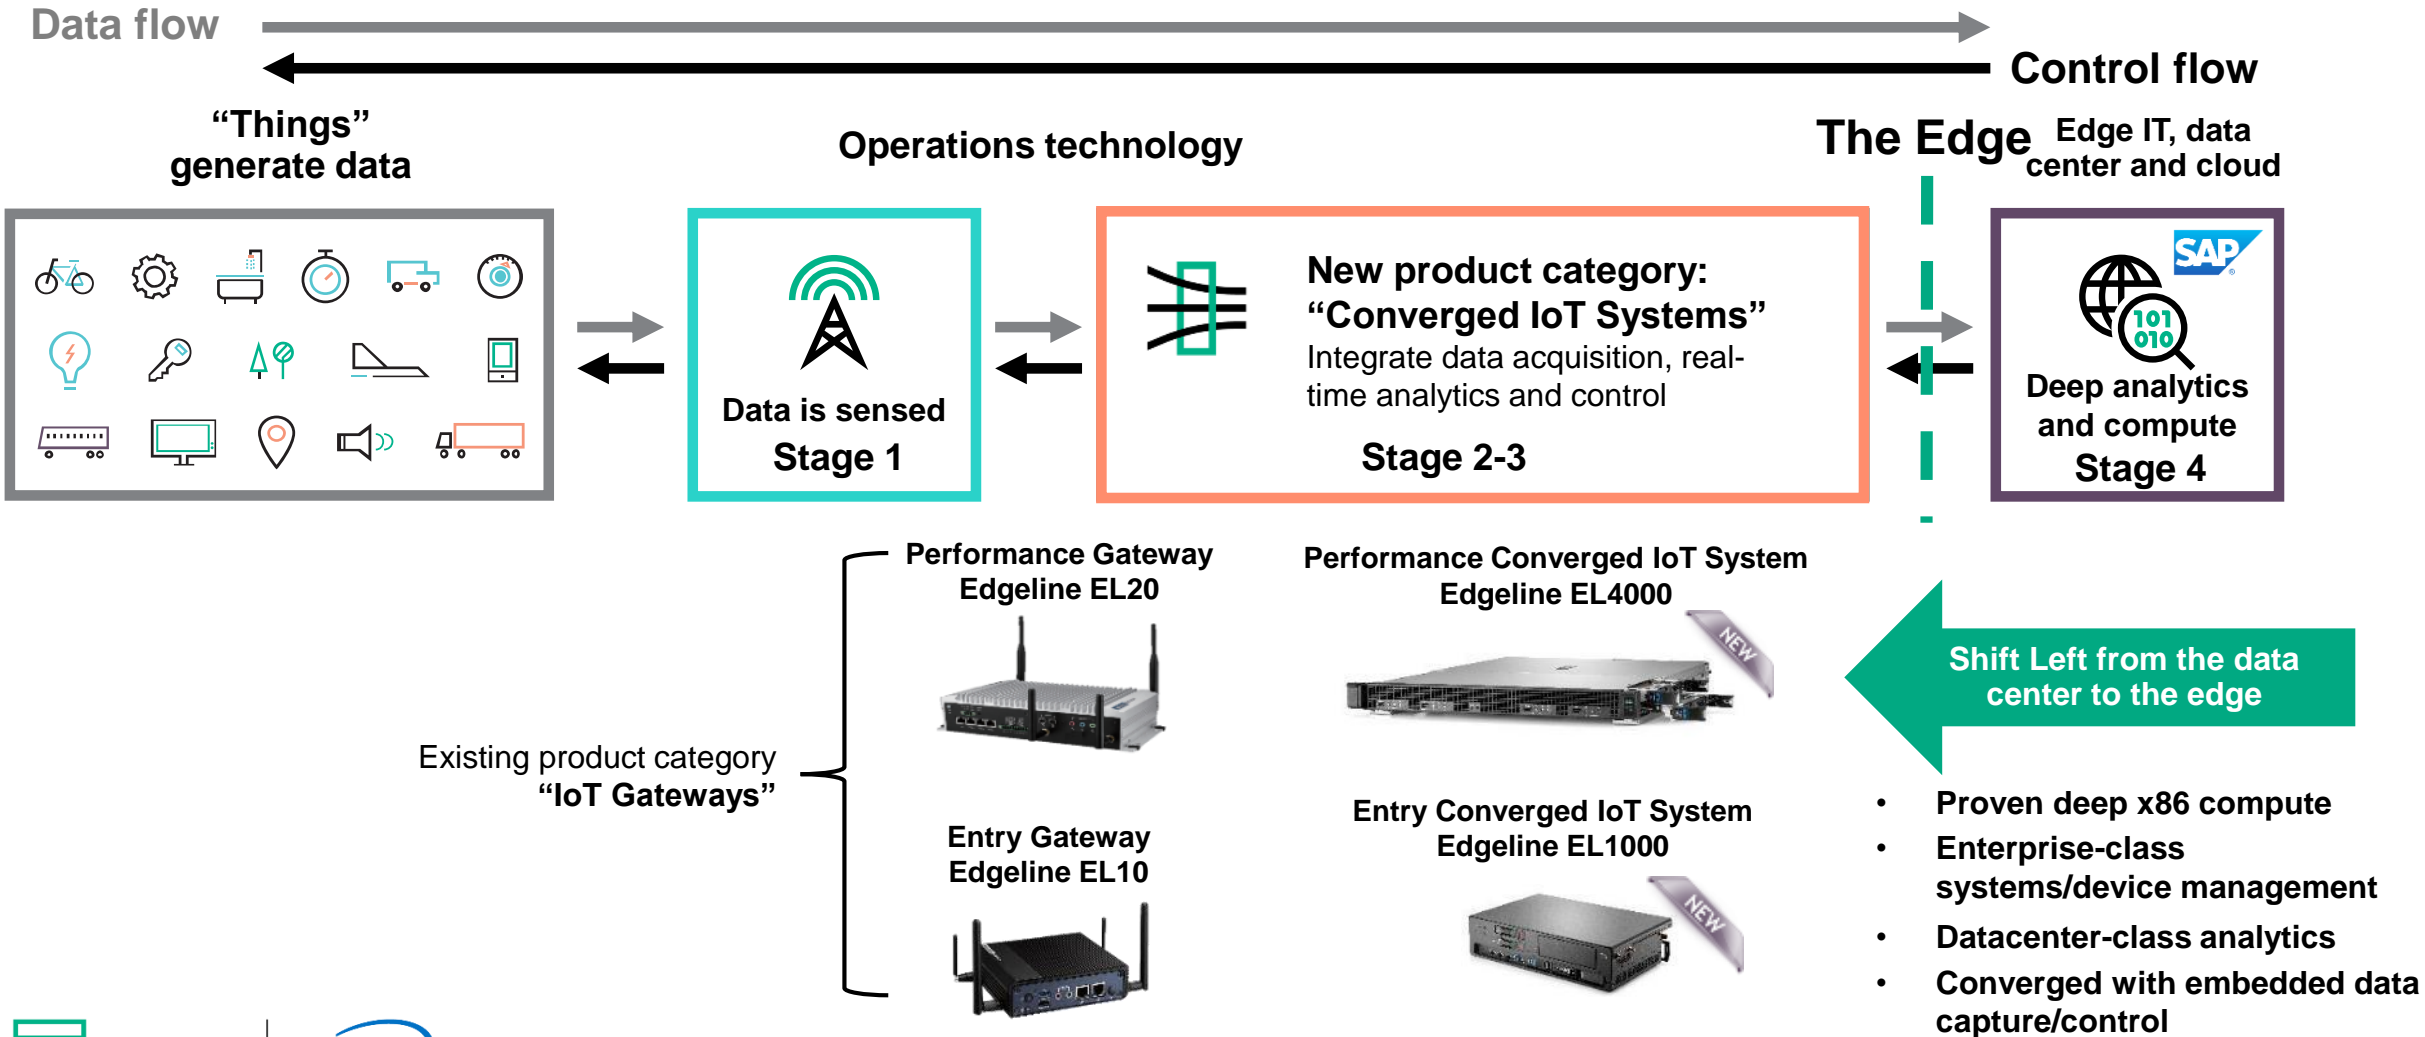 Data flow
Control flow
“Things”
generate data
Operations technology
The Edge
Edge IT, data
center and cloud
Data is sensed
Stage 1
New product category:
“Converged IoT Systems”
Integrate data acquisition, real-
time analytics and control
Stage 2-3
SAP
101
010
Deep analytics
and compute
Stage 4
Existing product category
“IoT Gateways”
Performance Gateway
Edgeline EL20
Entry Gateway
Edgeline EL10
Performance Converged IoT System
Edgeline EL4000
NEW
Entry Converged IoT System
Edgeline EL1000
NEW
Shift Left from the data
center to the edge
• Proven deep x86 compute
• Enterprise-class
systems/device management
• Datacenter-class analytics
• Converged with embedded data
capture/control